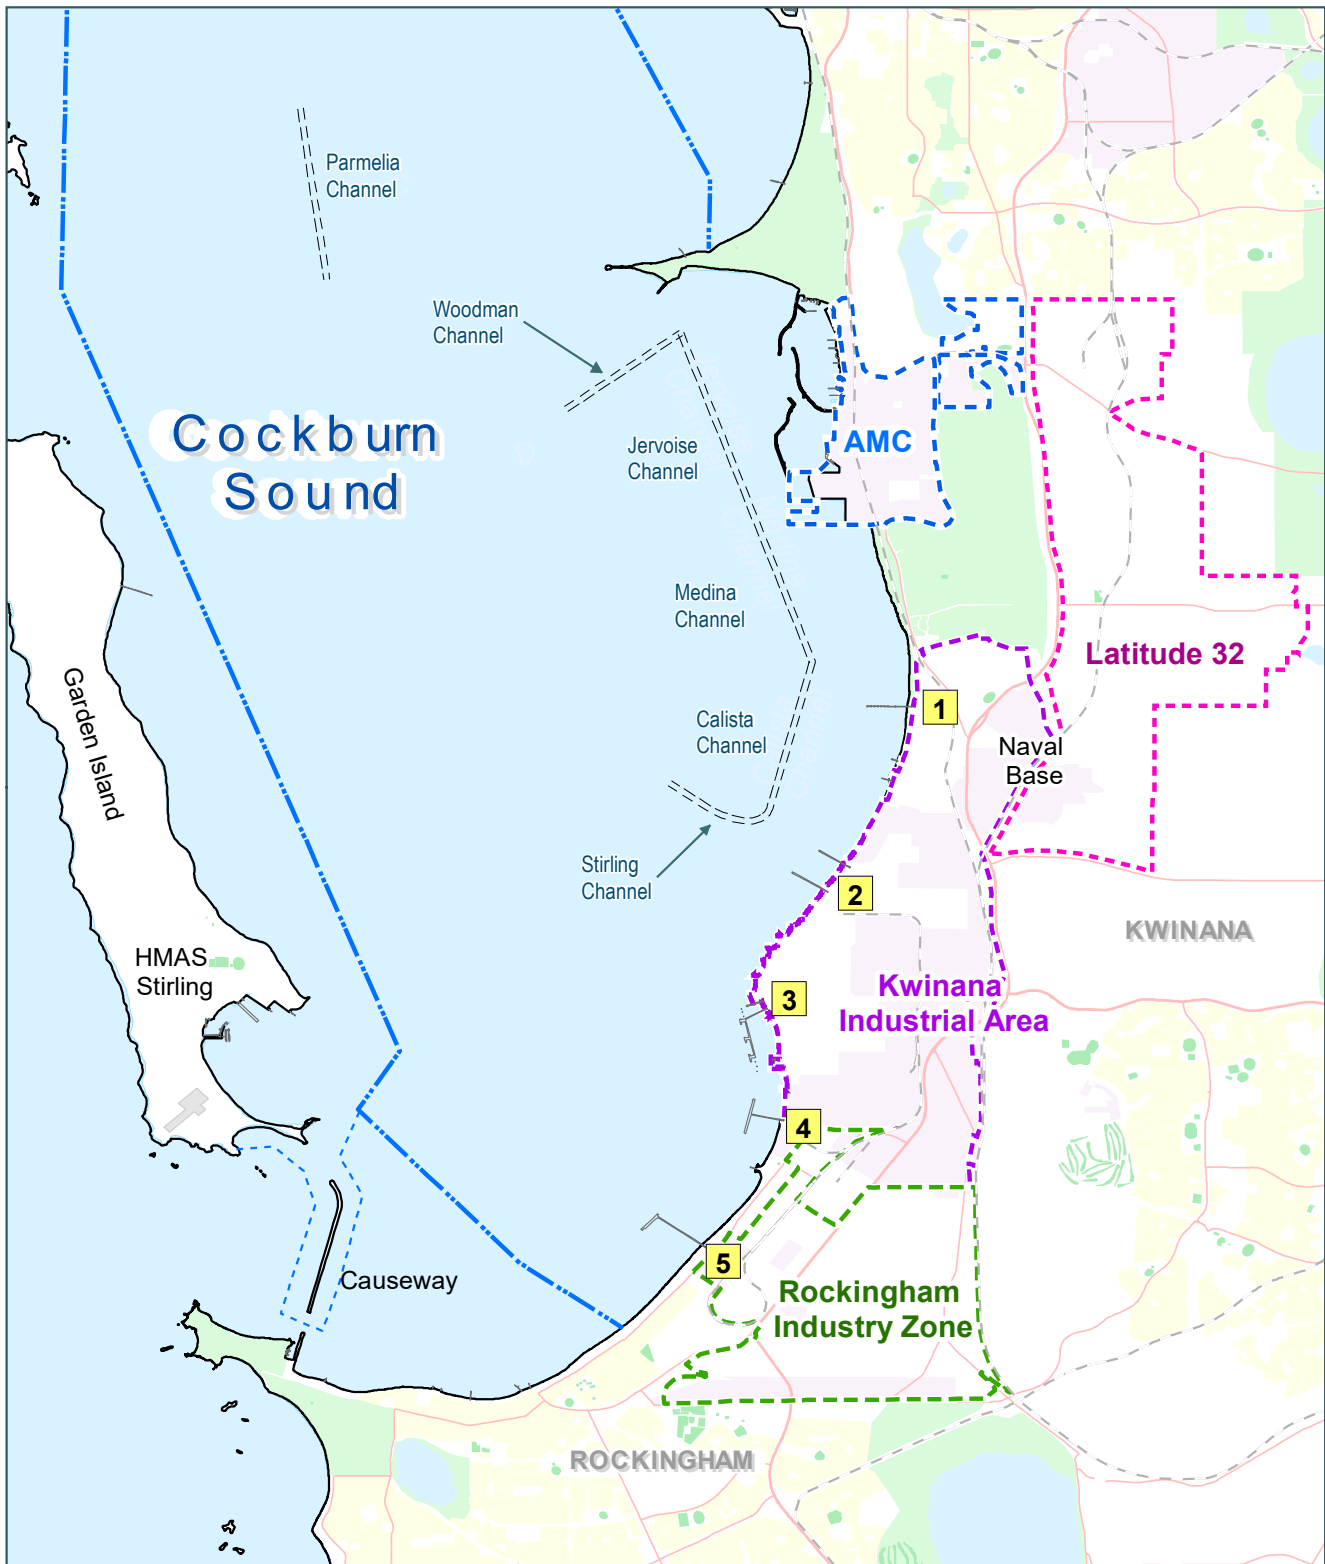 Parmelia
Channel
Woodman
Channel
Cockburn
Sound
Jervoise
Channel
AMC
Medina
Channel
Latitude 32
Garden Island
1
Calista
Channel
Naval
Base
Stirling
Channel
2
KWINANA
HMAS
Stirling
3
Kwinana
Industrial Area
4
5
Causeway
Rockingham
Industry Zone
ROCKINGHAM